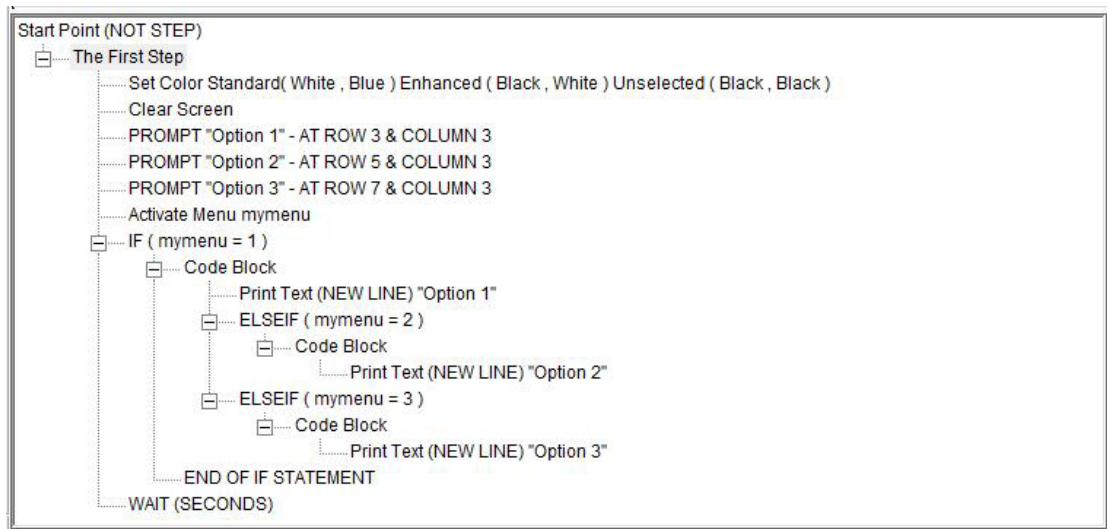 Start Point (NOT STEP)
The First Step
Set Color Standard( White , Blue ) Enhanced ( Black , White ) Unselected ( Black , Black )
Clear Screen
PROMPT "Option 1" - AT ROW 3 & COLUMN 3
PROMPT "Option 2" - AT ROW 5 & COLUMN 3
PROMPT "Option 3" - AT ROW 7 & COLUMN 3
Activate Menu mymenu
IF ( mymenu = 1 )
Code Block
Print Text (NEW LINE) "Option 1"
ELSEIF ( mymenu = 2 )
Code Block
Print Text (NEW LINE) "Option 2"
ELSEIF ( mymenu = 3 )
Code Block
Print Text (NEW LINE) "Option 3"
END OF IF STATEMENT
WAIT (SECONDS)